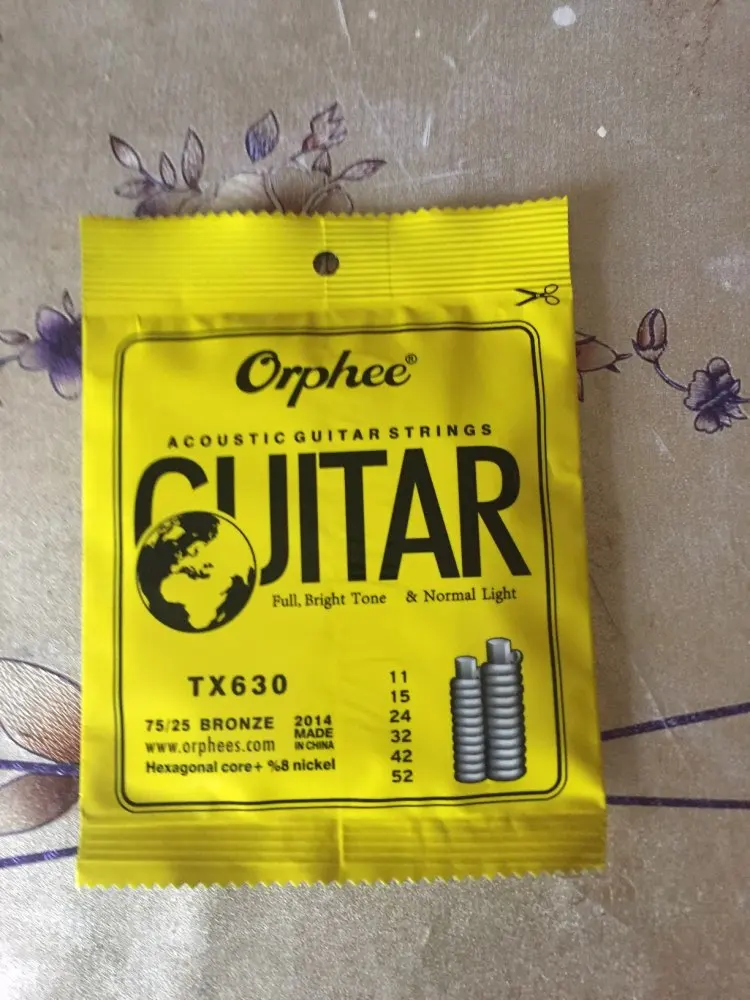 Orphee®
ACOUSTIC GUITAR STRINGS
GUITAR
Full, Bright Tone & Normal Light
TX630
75/25 BRONZE
www.orphees.com
Hexagonal core+ %8 nickel
2014
MADE
IN CHINA
11
15
24
32
42
52